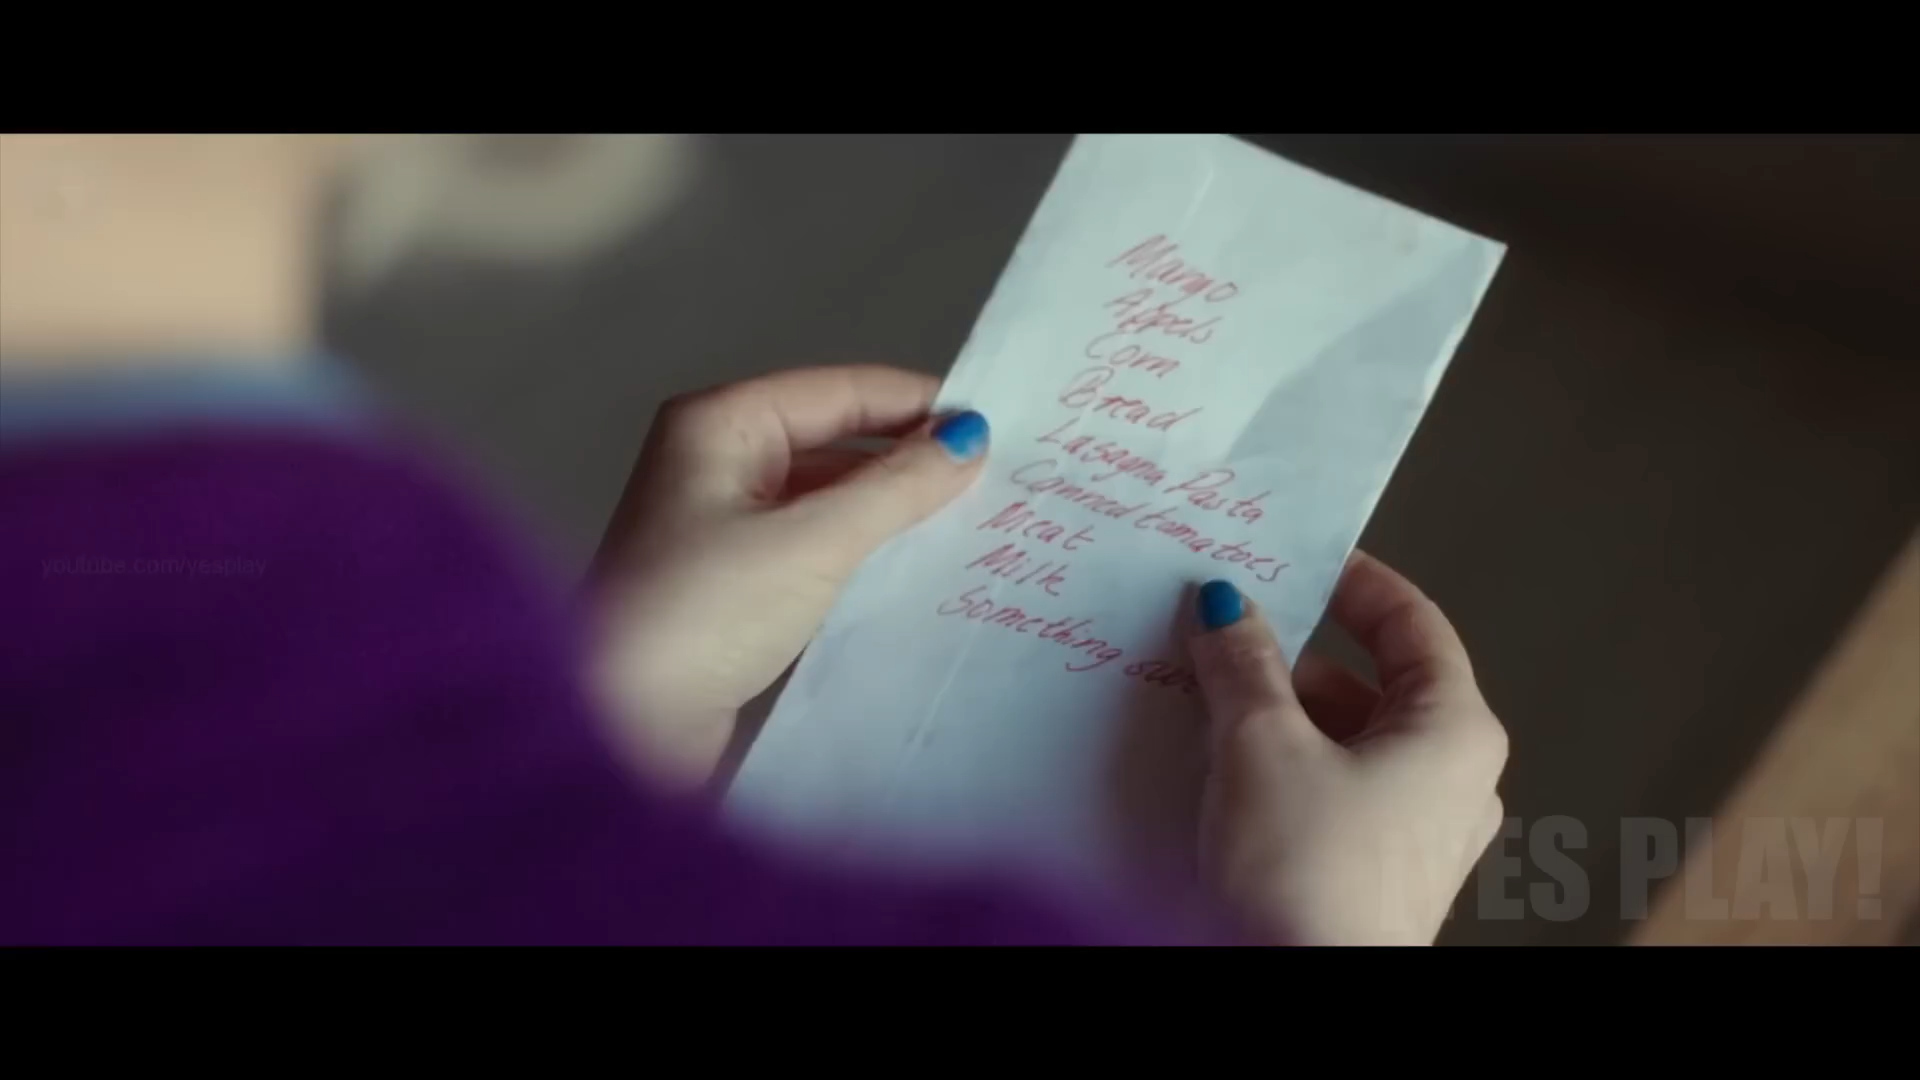 Mango
Appels
Corn
Bread
Lasagna Pasta
Canned tomatoes
Meat
Milk
Something
youtube.com/yesplay
¡YES PLAY!